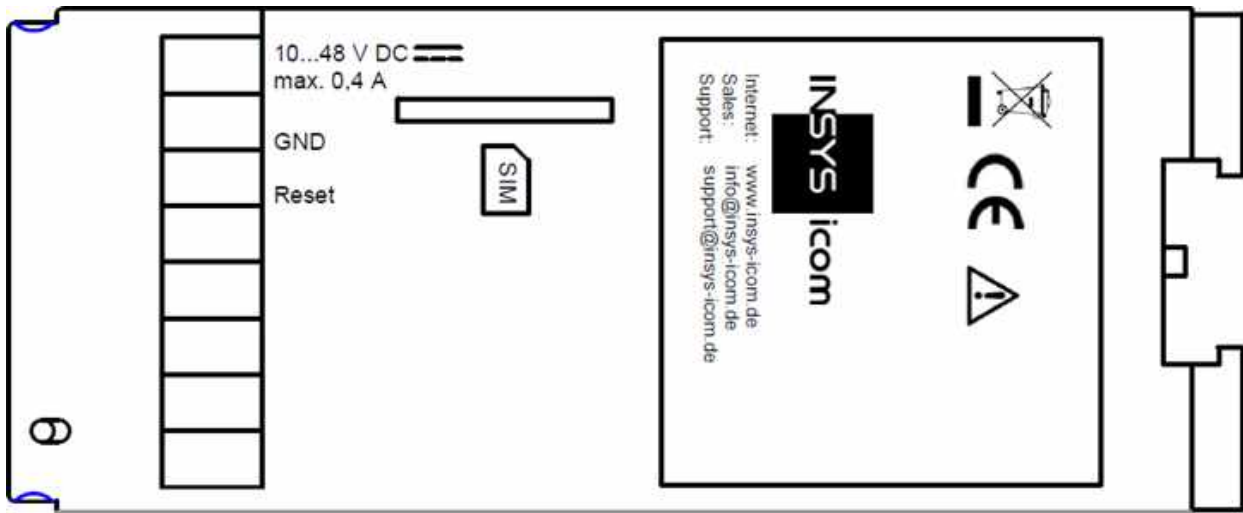 10...48 V DC
max. 0,4 A
GND
Reset
SIM
INSYS icom
Internet: www.insys-icom.de
Sales: info@insys-icom.de
Support: support@insys-icom.de
CE